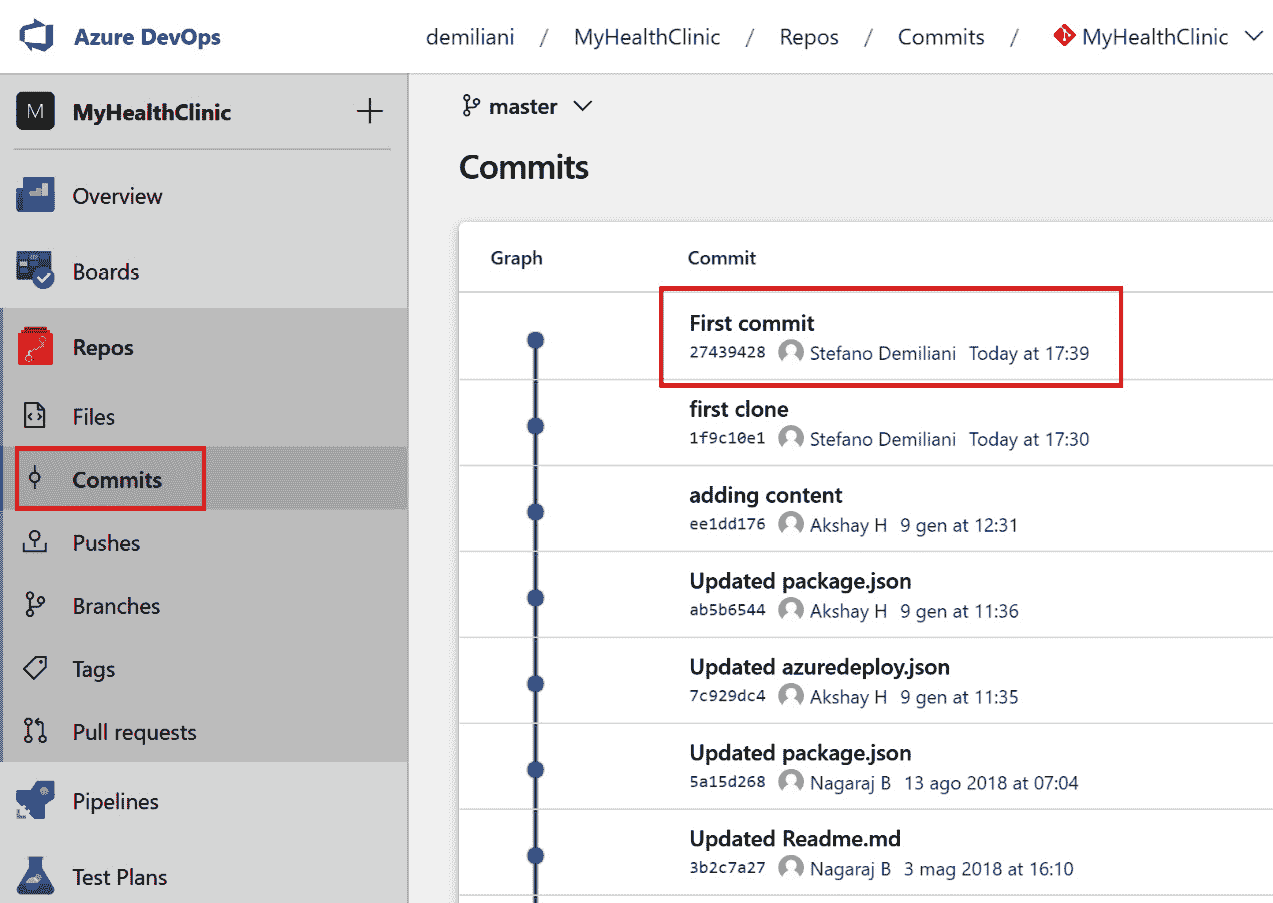 Azure DevOps
demiliani / MyHealthClinic / Repos / Commits / MyHealthClinic
M MyHealthClinic
Overview
Boards
Repos
Files
Commits
Pushes
Branches
Tags
Pull requests
Pipelines
Test Plans
master
Commits
Graph Commit
First commit
27439428 Stefano Demiliani Today at 17:39
first clone
1f9c10e1 Stefano Demiliani Today at 17:30
adding content
ee1dd176 Akshay H 9 gen at 12:31
Updated package.json
ab5b6544 Akshay H 9 gen at 11:36
Updated azuredeploy.json
7c929dc4 Akshay H 9 gen at 11:35
Updated package.json
5a15d268 Nagaraj B 13 ago 2018 at 07:04
Updated Readme.md
3b2c7a27 Nagaraj B 3 mag 2018 at 16:10